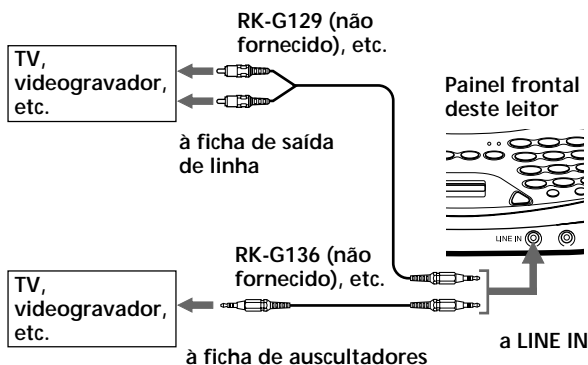 RK-G129 (não
fornecido), etc.
TV,
videogravador,
etc.
à ficha de saída
de linha
Painel frontal
deste leitor
LINE IN
RK-G136 (não
fornecido), etc.
TV,
videogravador,
etc.
à ficha de auscultadores
a LINE IN